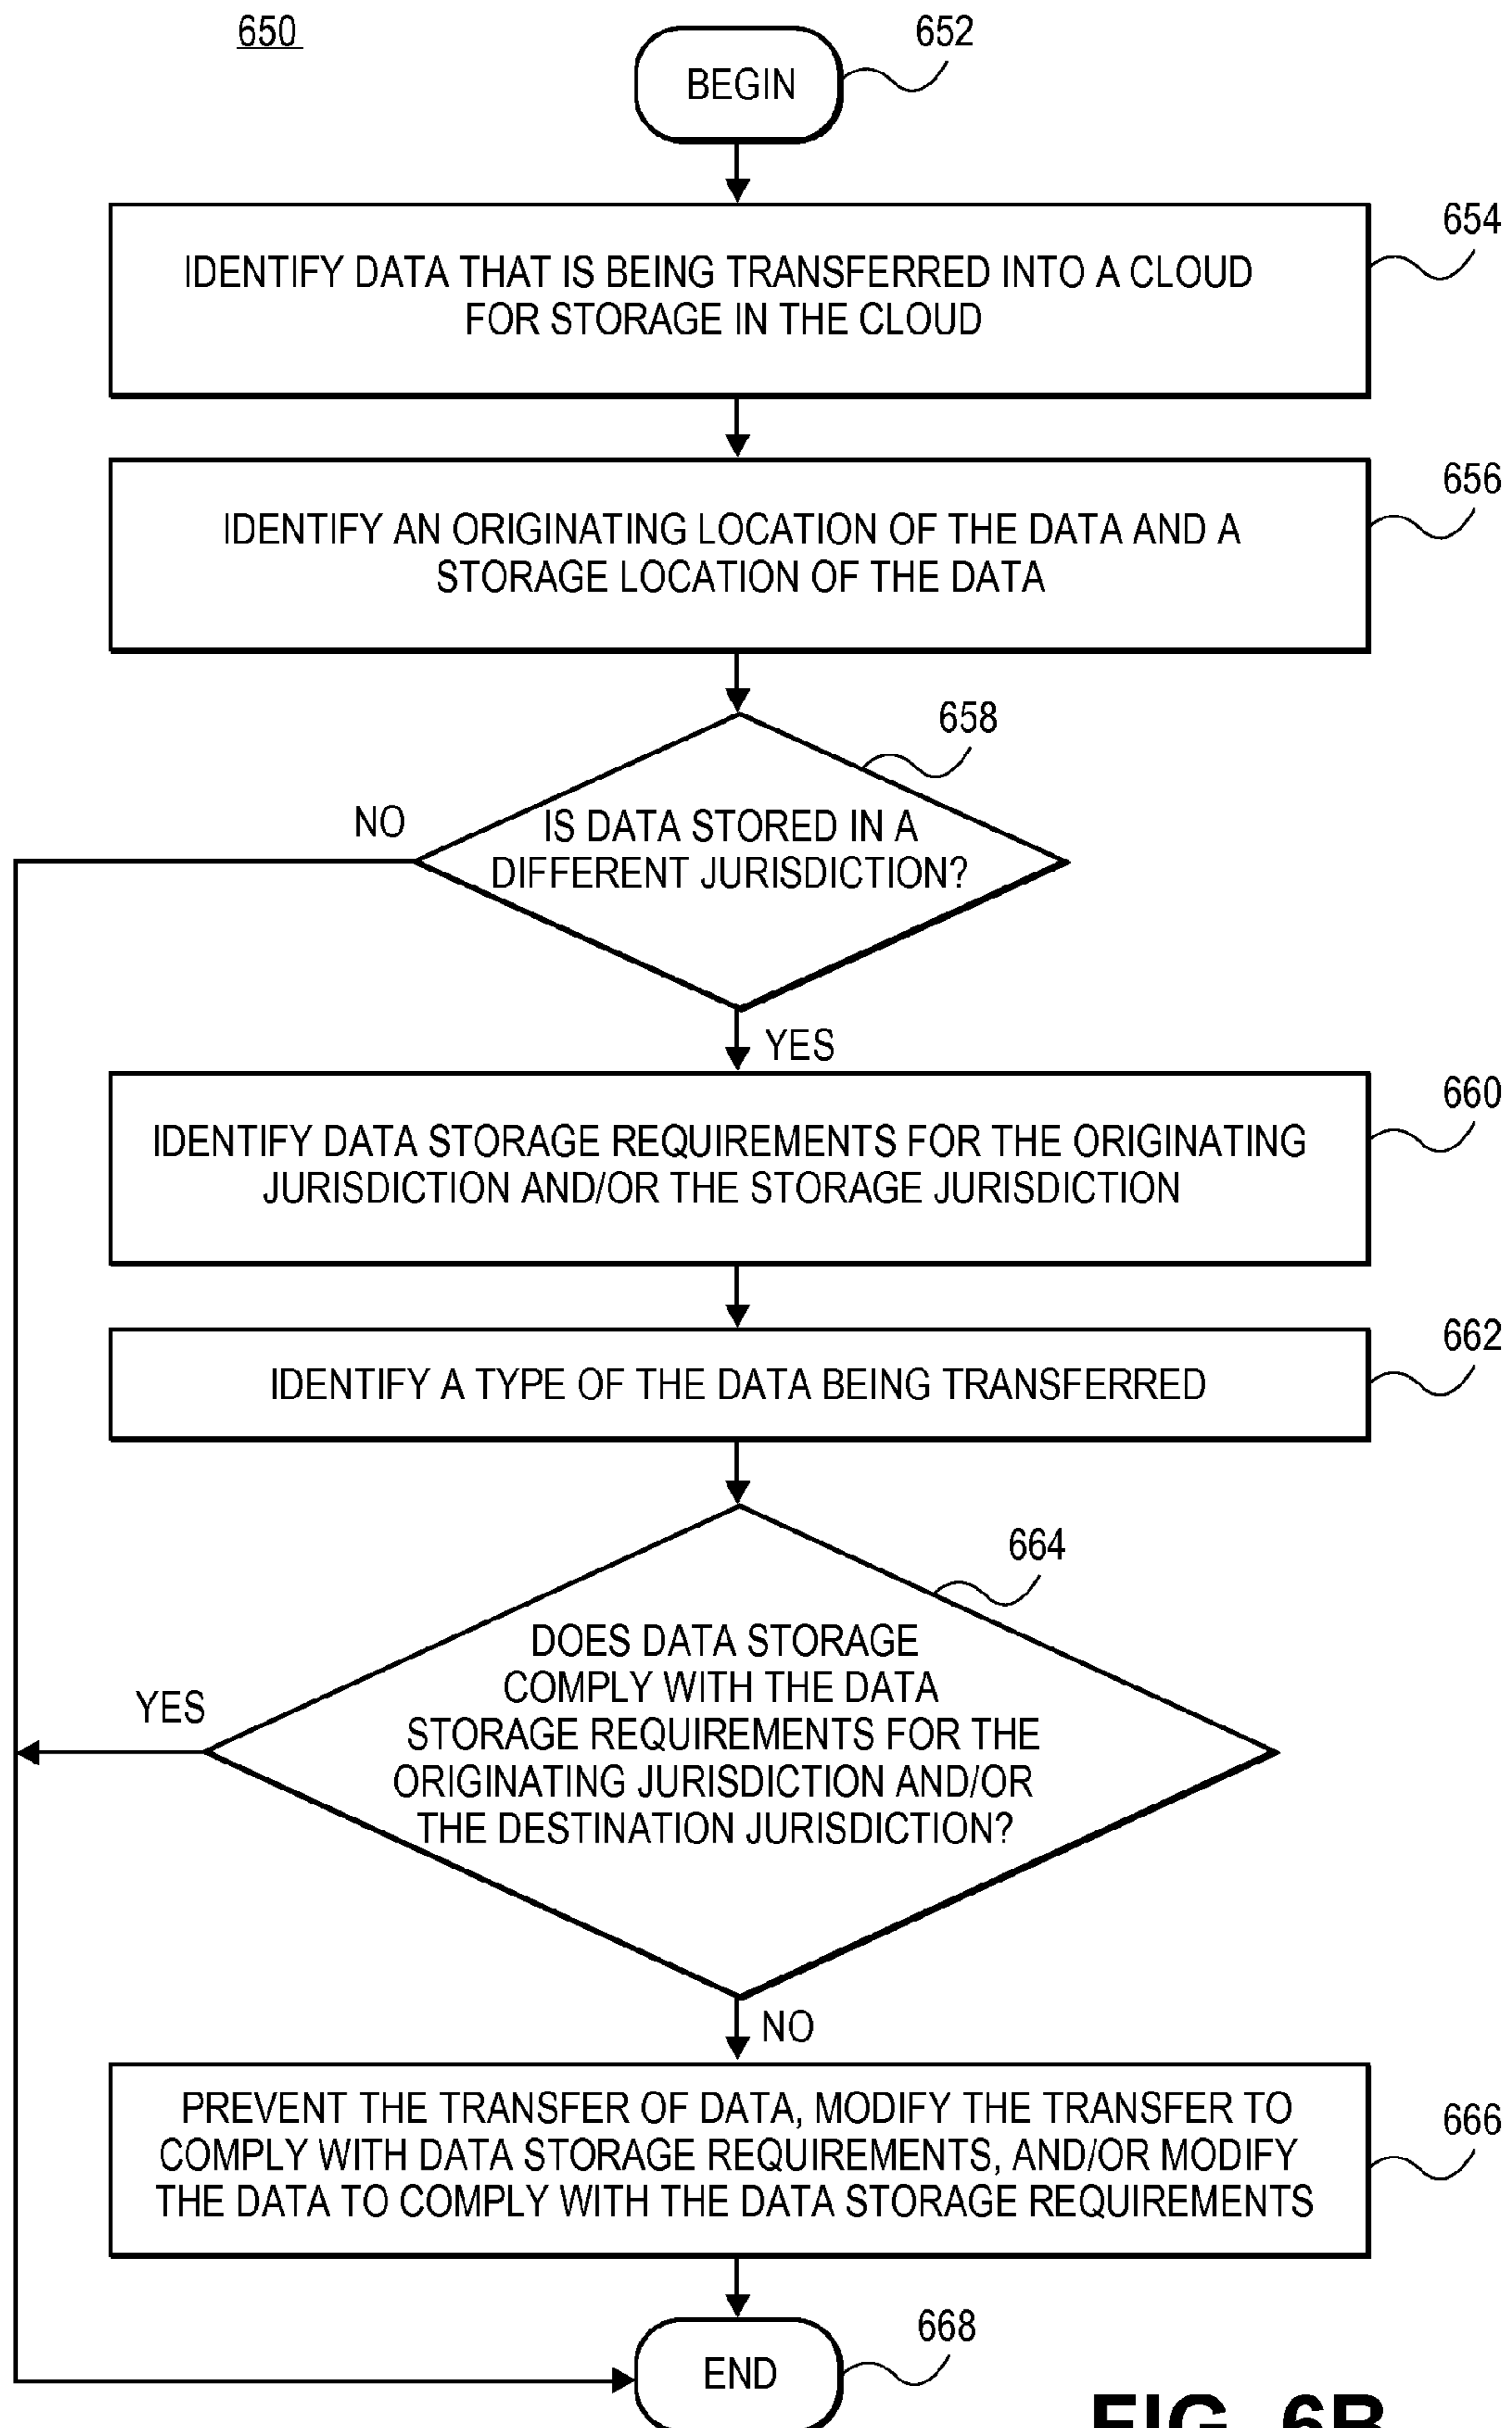 650
652
BEGIN
654
IDENTIFY DATA THAT IS BEING TRANSFERRED INTO A CLOUD
FOR STORAGE IN THE CLOUD
656
IDENTIFY AN ORIGINATING LOCATION OF THE DATA AND A
STORAGE LOCATION OF THE DATA
658
NO
IS DATA STORED IN A
DIFFERENT JURISDICTION?
YES
660
IDENTIFY DATA STORAGE REQUIREMENTS FOR THE ORIGINATING
JURISDICTION AND/OR THE STORAGE JURISDICTION
662
IDENTIFY A TYPE OF THE DATA BEING TRANSFERRED
664
DOES DATA STORAGE
COMPLY WITH THE DATA
STORAGE REQUIREMENTS FOR THE
ORIGINATING JURISDICTION AND/OR
THE DESTINATION JURISDICTION?
YES
NO
666
PREVENT THE TRANSFER OF DATA, MODIFY THE TRANSFER TO
COMPLY WITH DATA STORAGE REQUIREMENTS, AND/OR MODIFY
THE DATA TO COMPLY WITH THE DATA STORAGE REQUIREMENTS
668
END
FIG. 6B